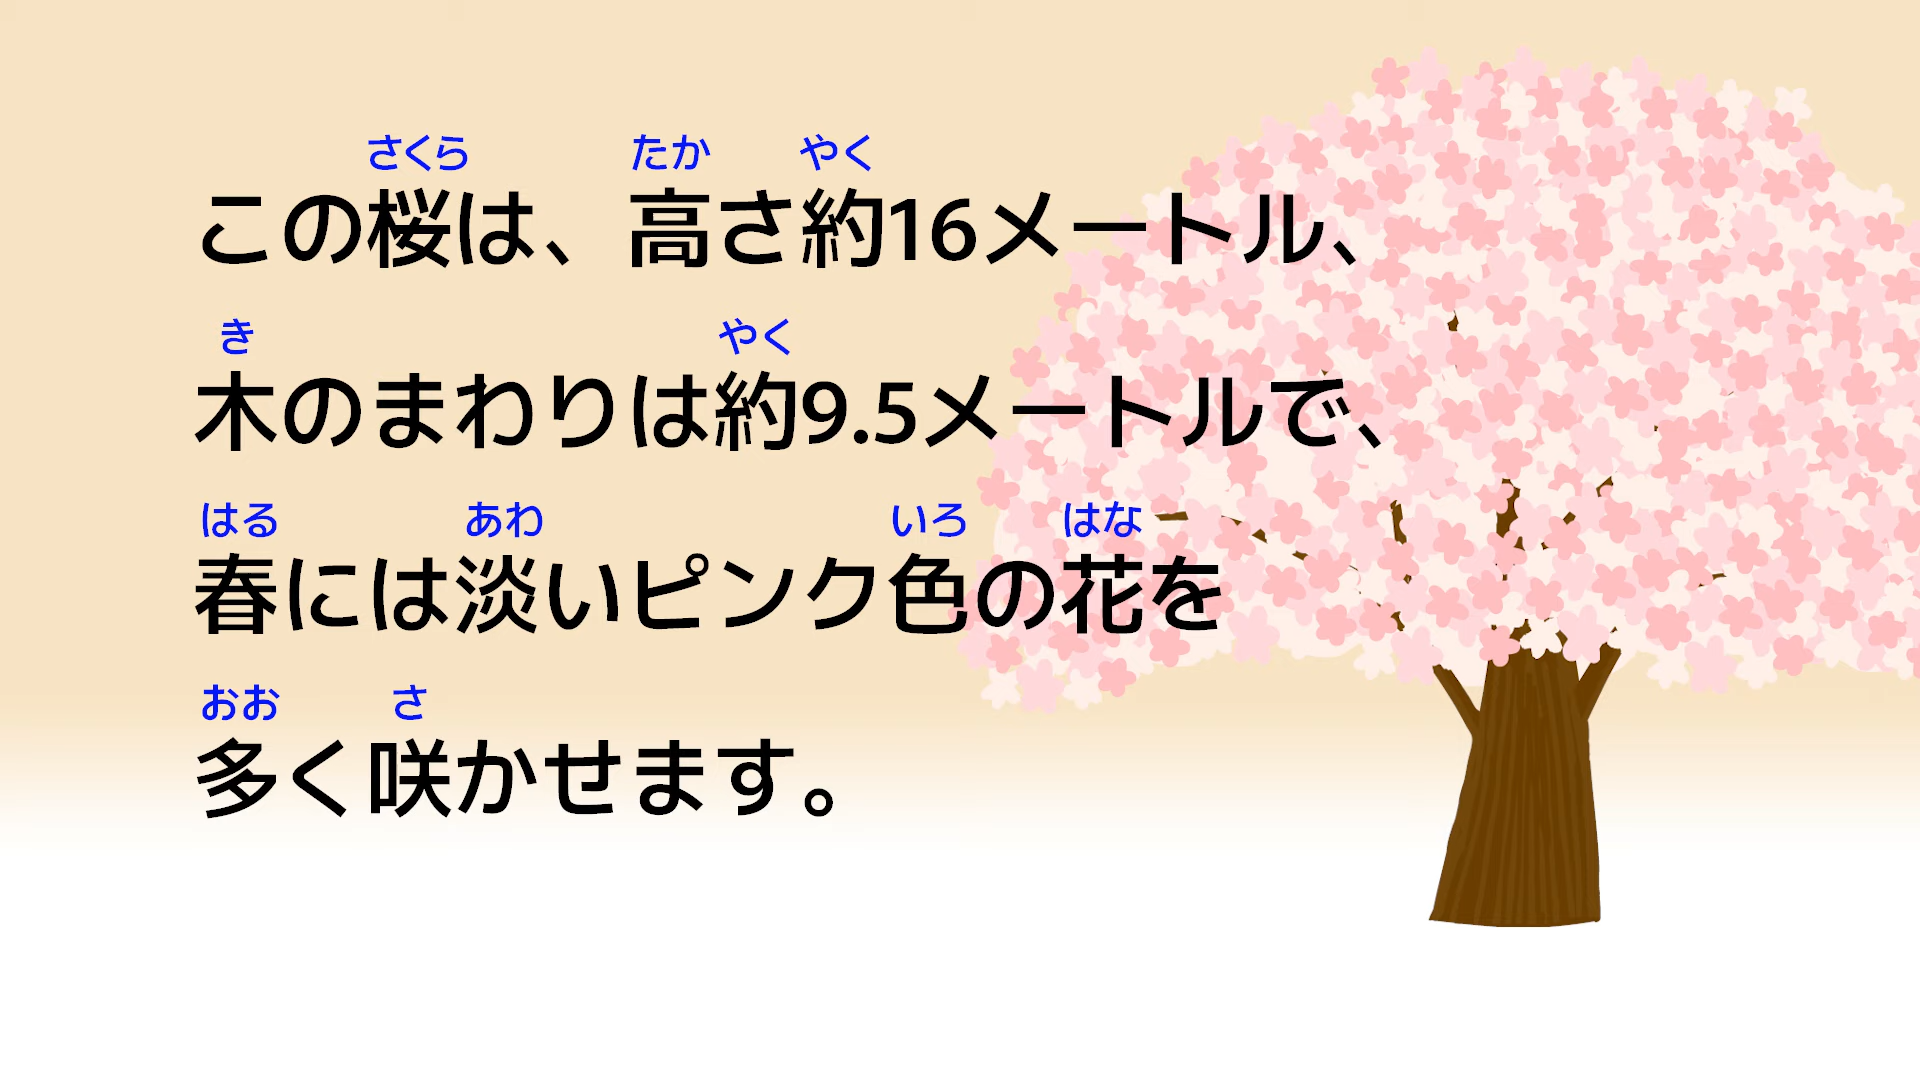 さくら たか やく
この桜は、高さ約16メートル、
き やく
木のまわりは約9.5メートルで、
はる あわ いろ はな
春には淡いピンク色の花を
おお さ
多く咲かせます。